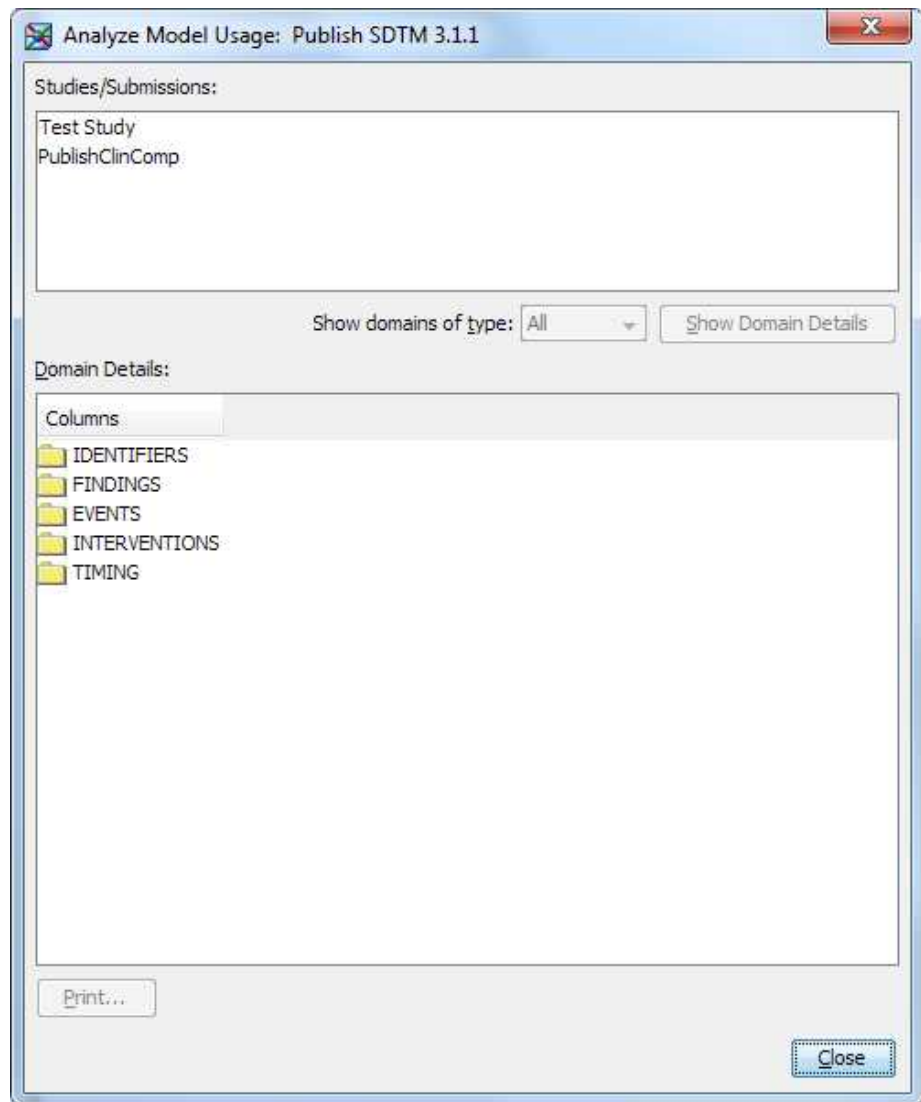 Analyze Model Usage: Publish SDTM 3.1.1
Studies/Submissions:
Test Study
PublishClinComp
Show domains of type: All Show Domain Details
Domain Details:
Columns
IDENTIFIERS
FINDINGS
EVENTS
INTERVENTIONS
TIMING
Print...
Close